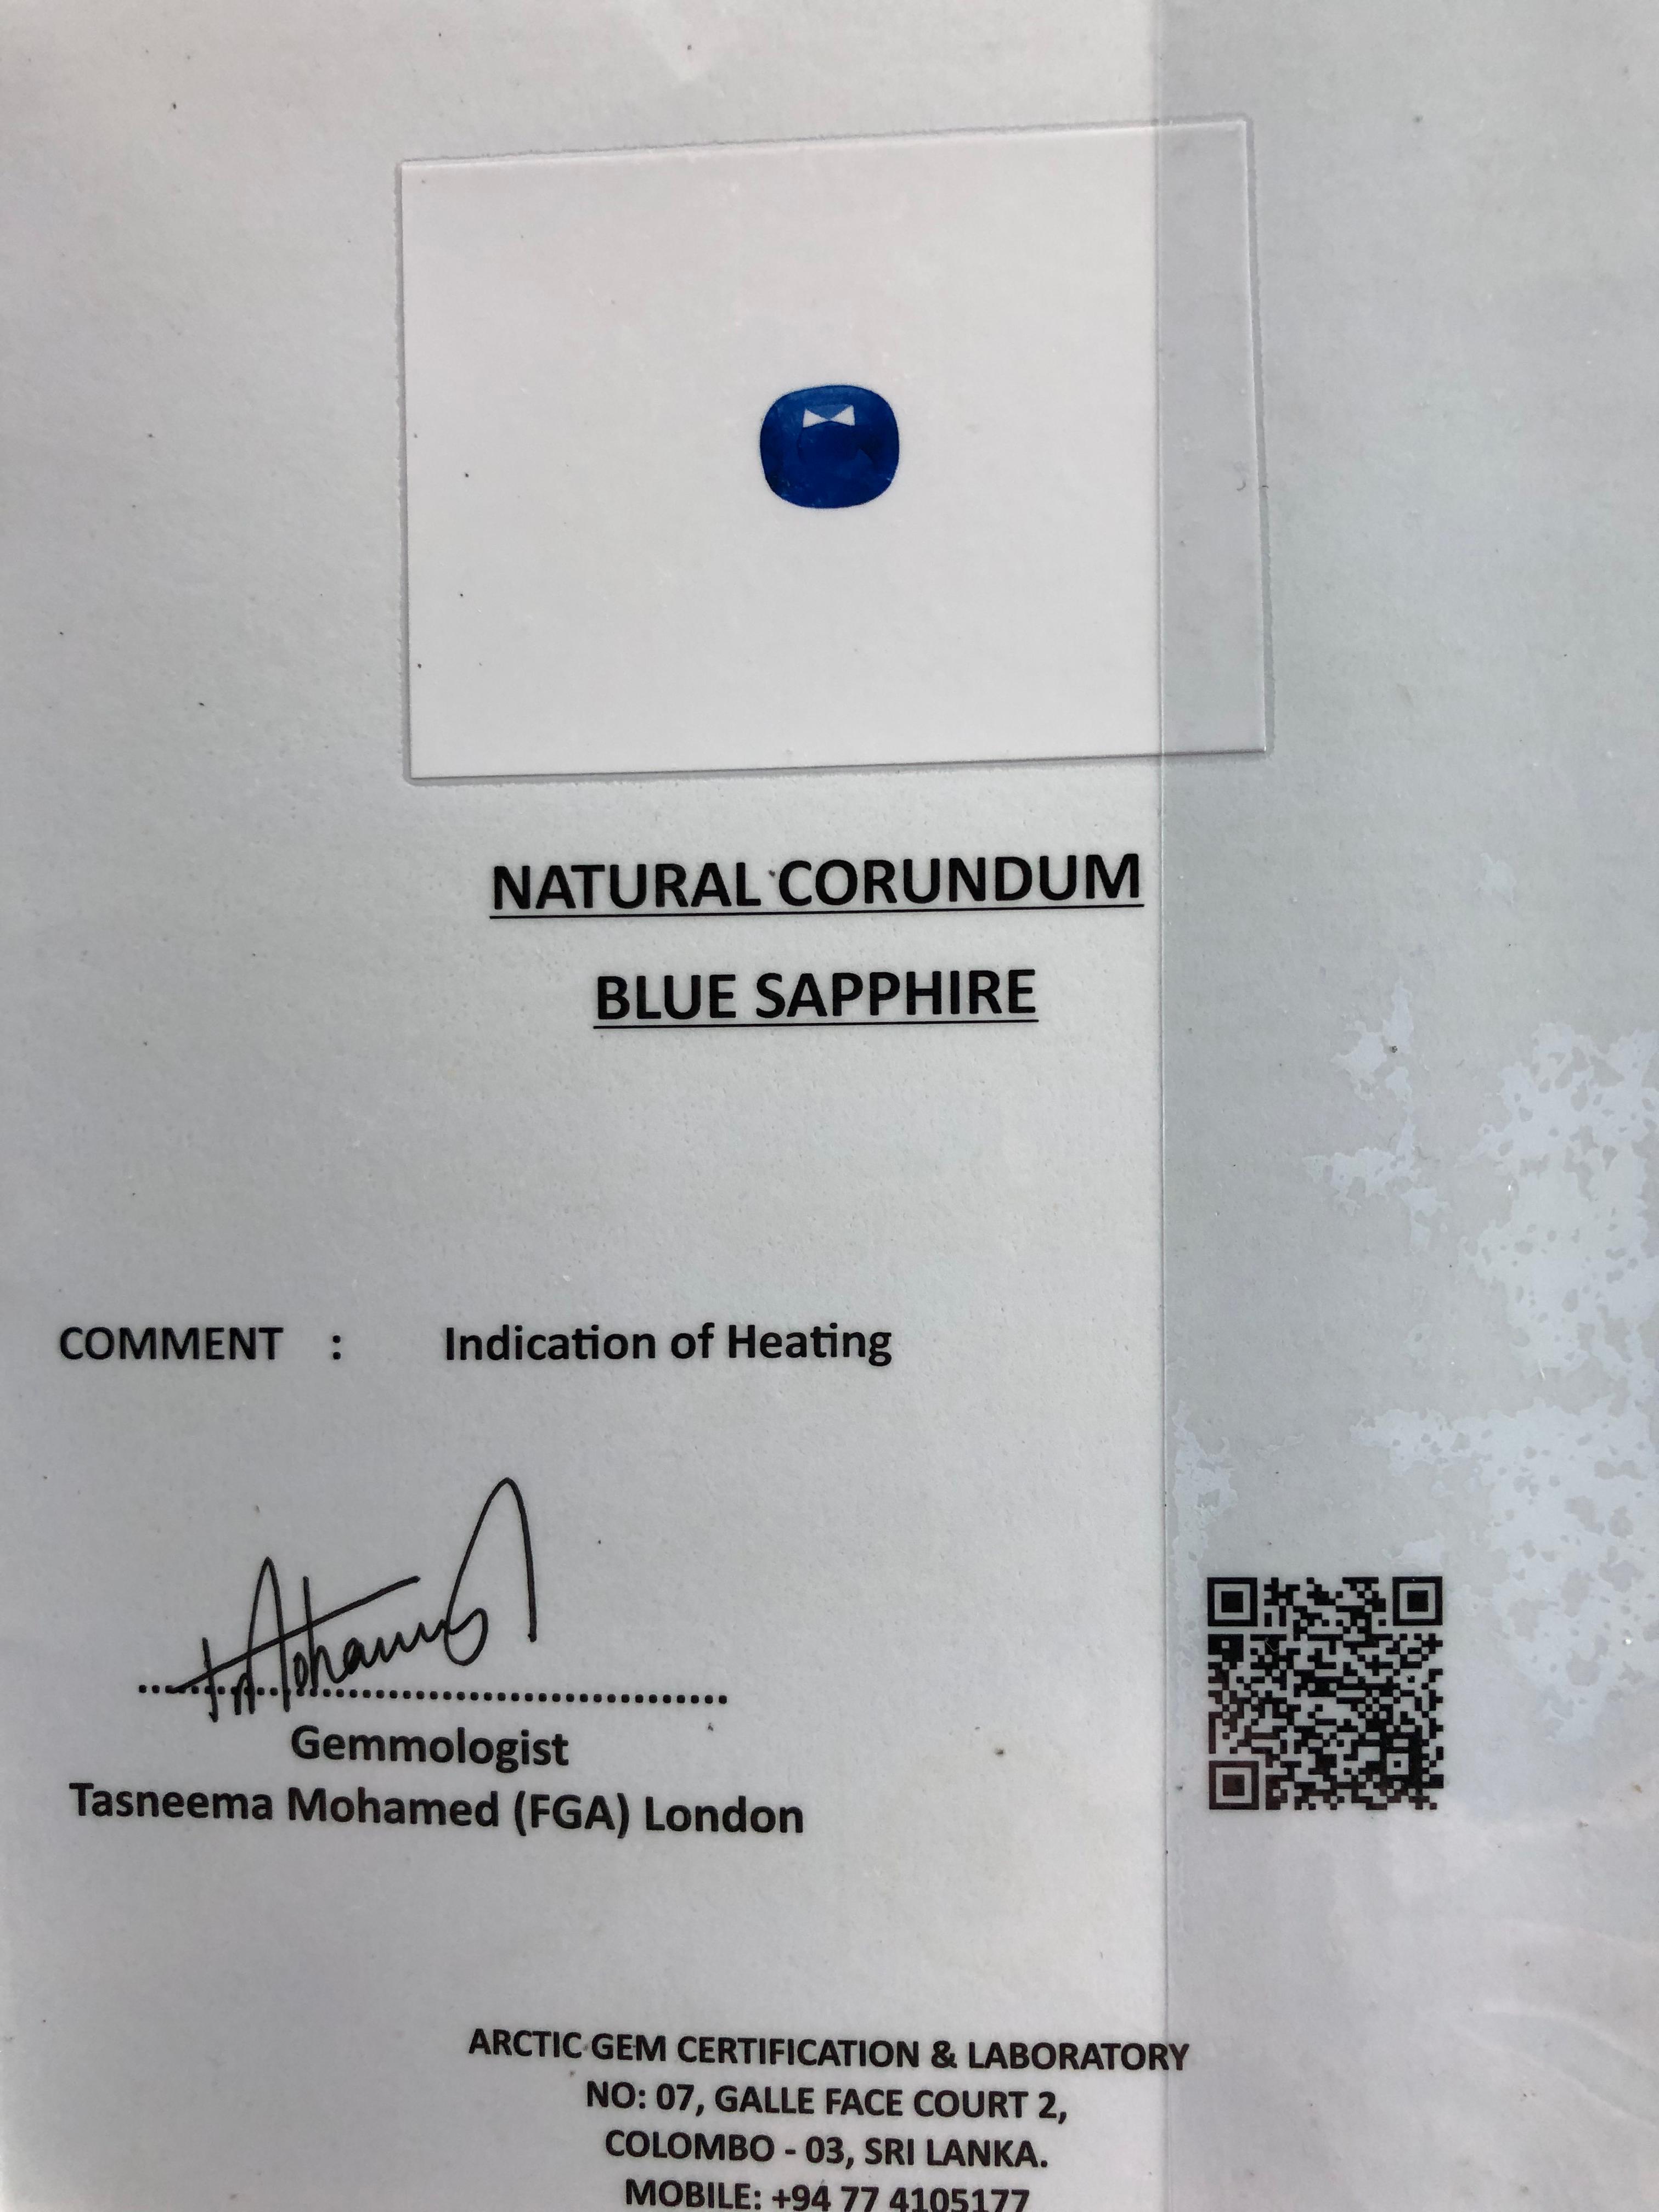 NATURAL CORUNDUM
BLUE SAPPHIRE
COMMENT : Indication of Heating
Gemmologist
Tasneema Mohamed (FGA) London
ARCTIC GEM CERTIFICATION & LABORATORY
NO: 07, GALLE FACE COURT 2,
COLOMBO - 03, SRI LANKA.
MOBILE: +94 77 4105177